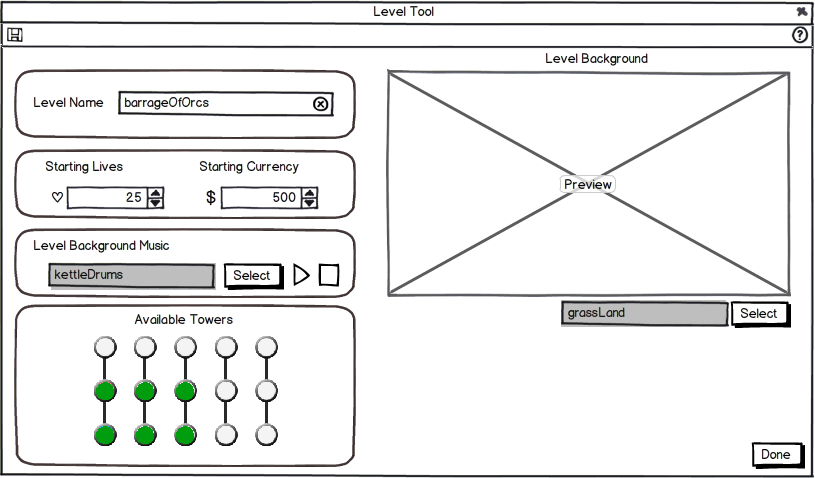 Level Tool
?
Level Background
Level Name
barrageOfOrcs
Starting Lives
Starting Currency
25
$
500
Preview
Level Background Music
kettleDrums
Select
grassLand
Select
Available Towers
Done